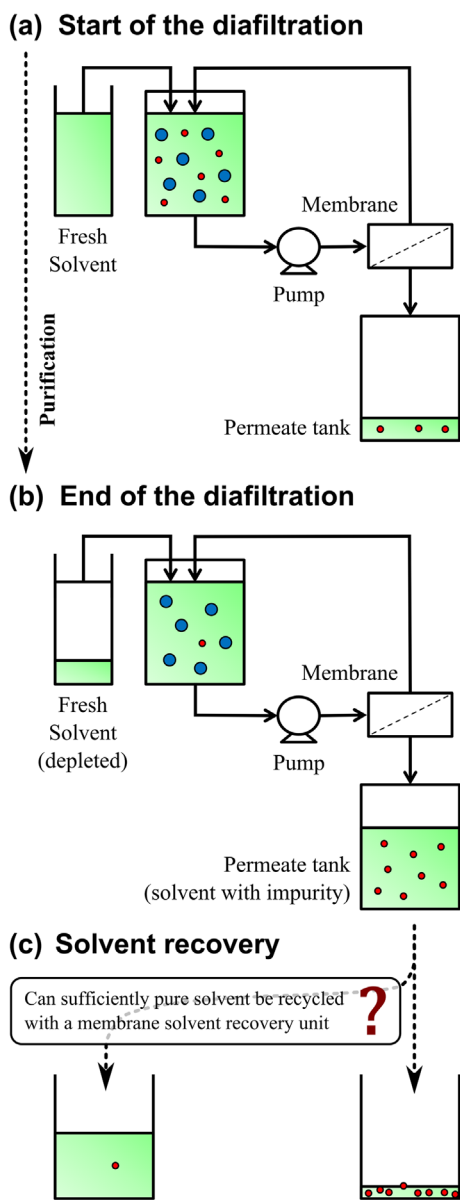 (a) Start of the diafiltration
Fresh
Solvent
Membrane
Pump
Purification
Permeate tank
(b) End of the diafiltration
Fresh
Solvent
(depleted)
Membrane
Pump
Permeate tank
(solvent with impurity)
(c) Solvent recovery
Can sufficiently pure solvent be recycled
with a membrane solvent recovery unit
?